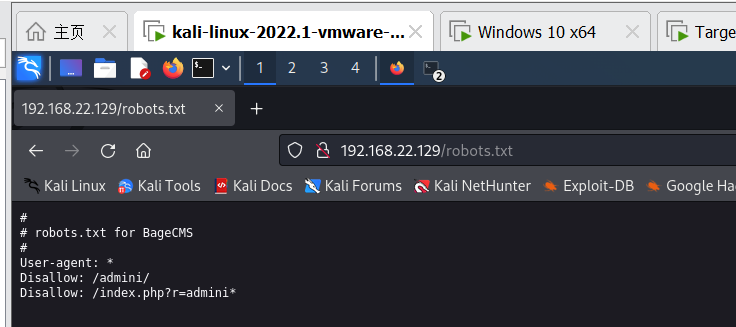 主页
kali-linux-2022.1-vmware-...
Windows 10 x64
Targe
1 2 3 4
2
192.168.22.129/robots.txt
192.168.22.129/robots.txt
Kali Linux Kali Tools Kali Docs Kali Forums Kali NetHunter Exploit-DB Google Ha
#
# robots.txt for BageCMS
#
User-agent: *
Disallow: /admini/
Disallow: /index.php?r=admini*